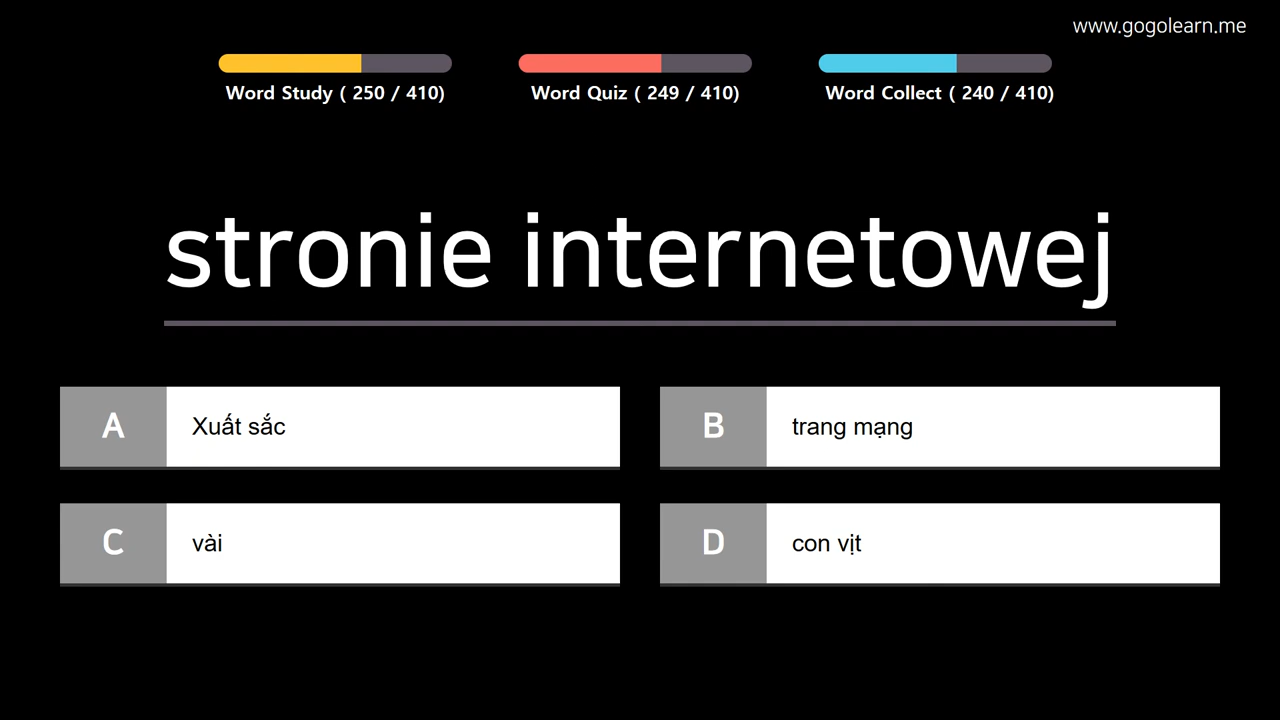 www.gogolearn.me
Word Study ( 250 / 410)
Word Quiz ( 249 / 410)
Word Collect ( 240 / 410)
stronie internetowej
A
Xuất sắc
B
trang mạng
C
vài
D
con vịt